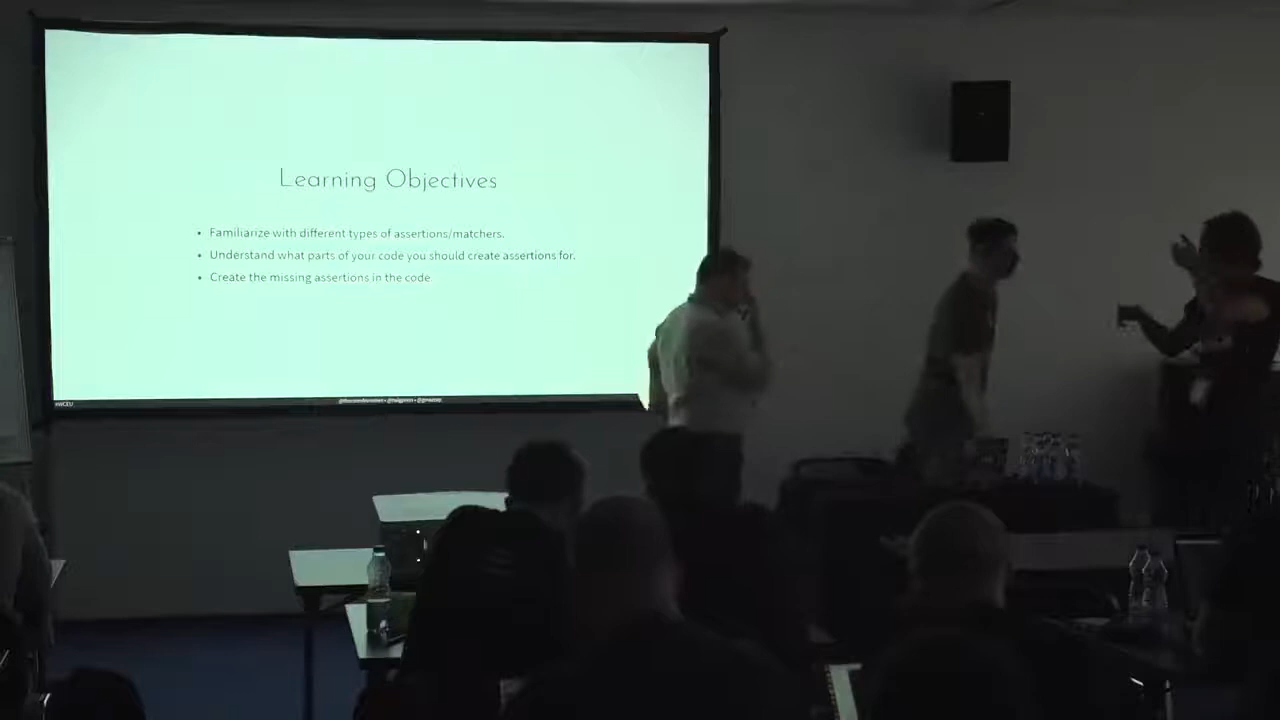 Learning Objectives
• Familiarize with different types of assertions/matchers.
• Understand what parts of your code you should create assertions for.
• Create the missing assertions in the code.
#WCEU